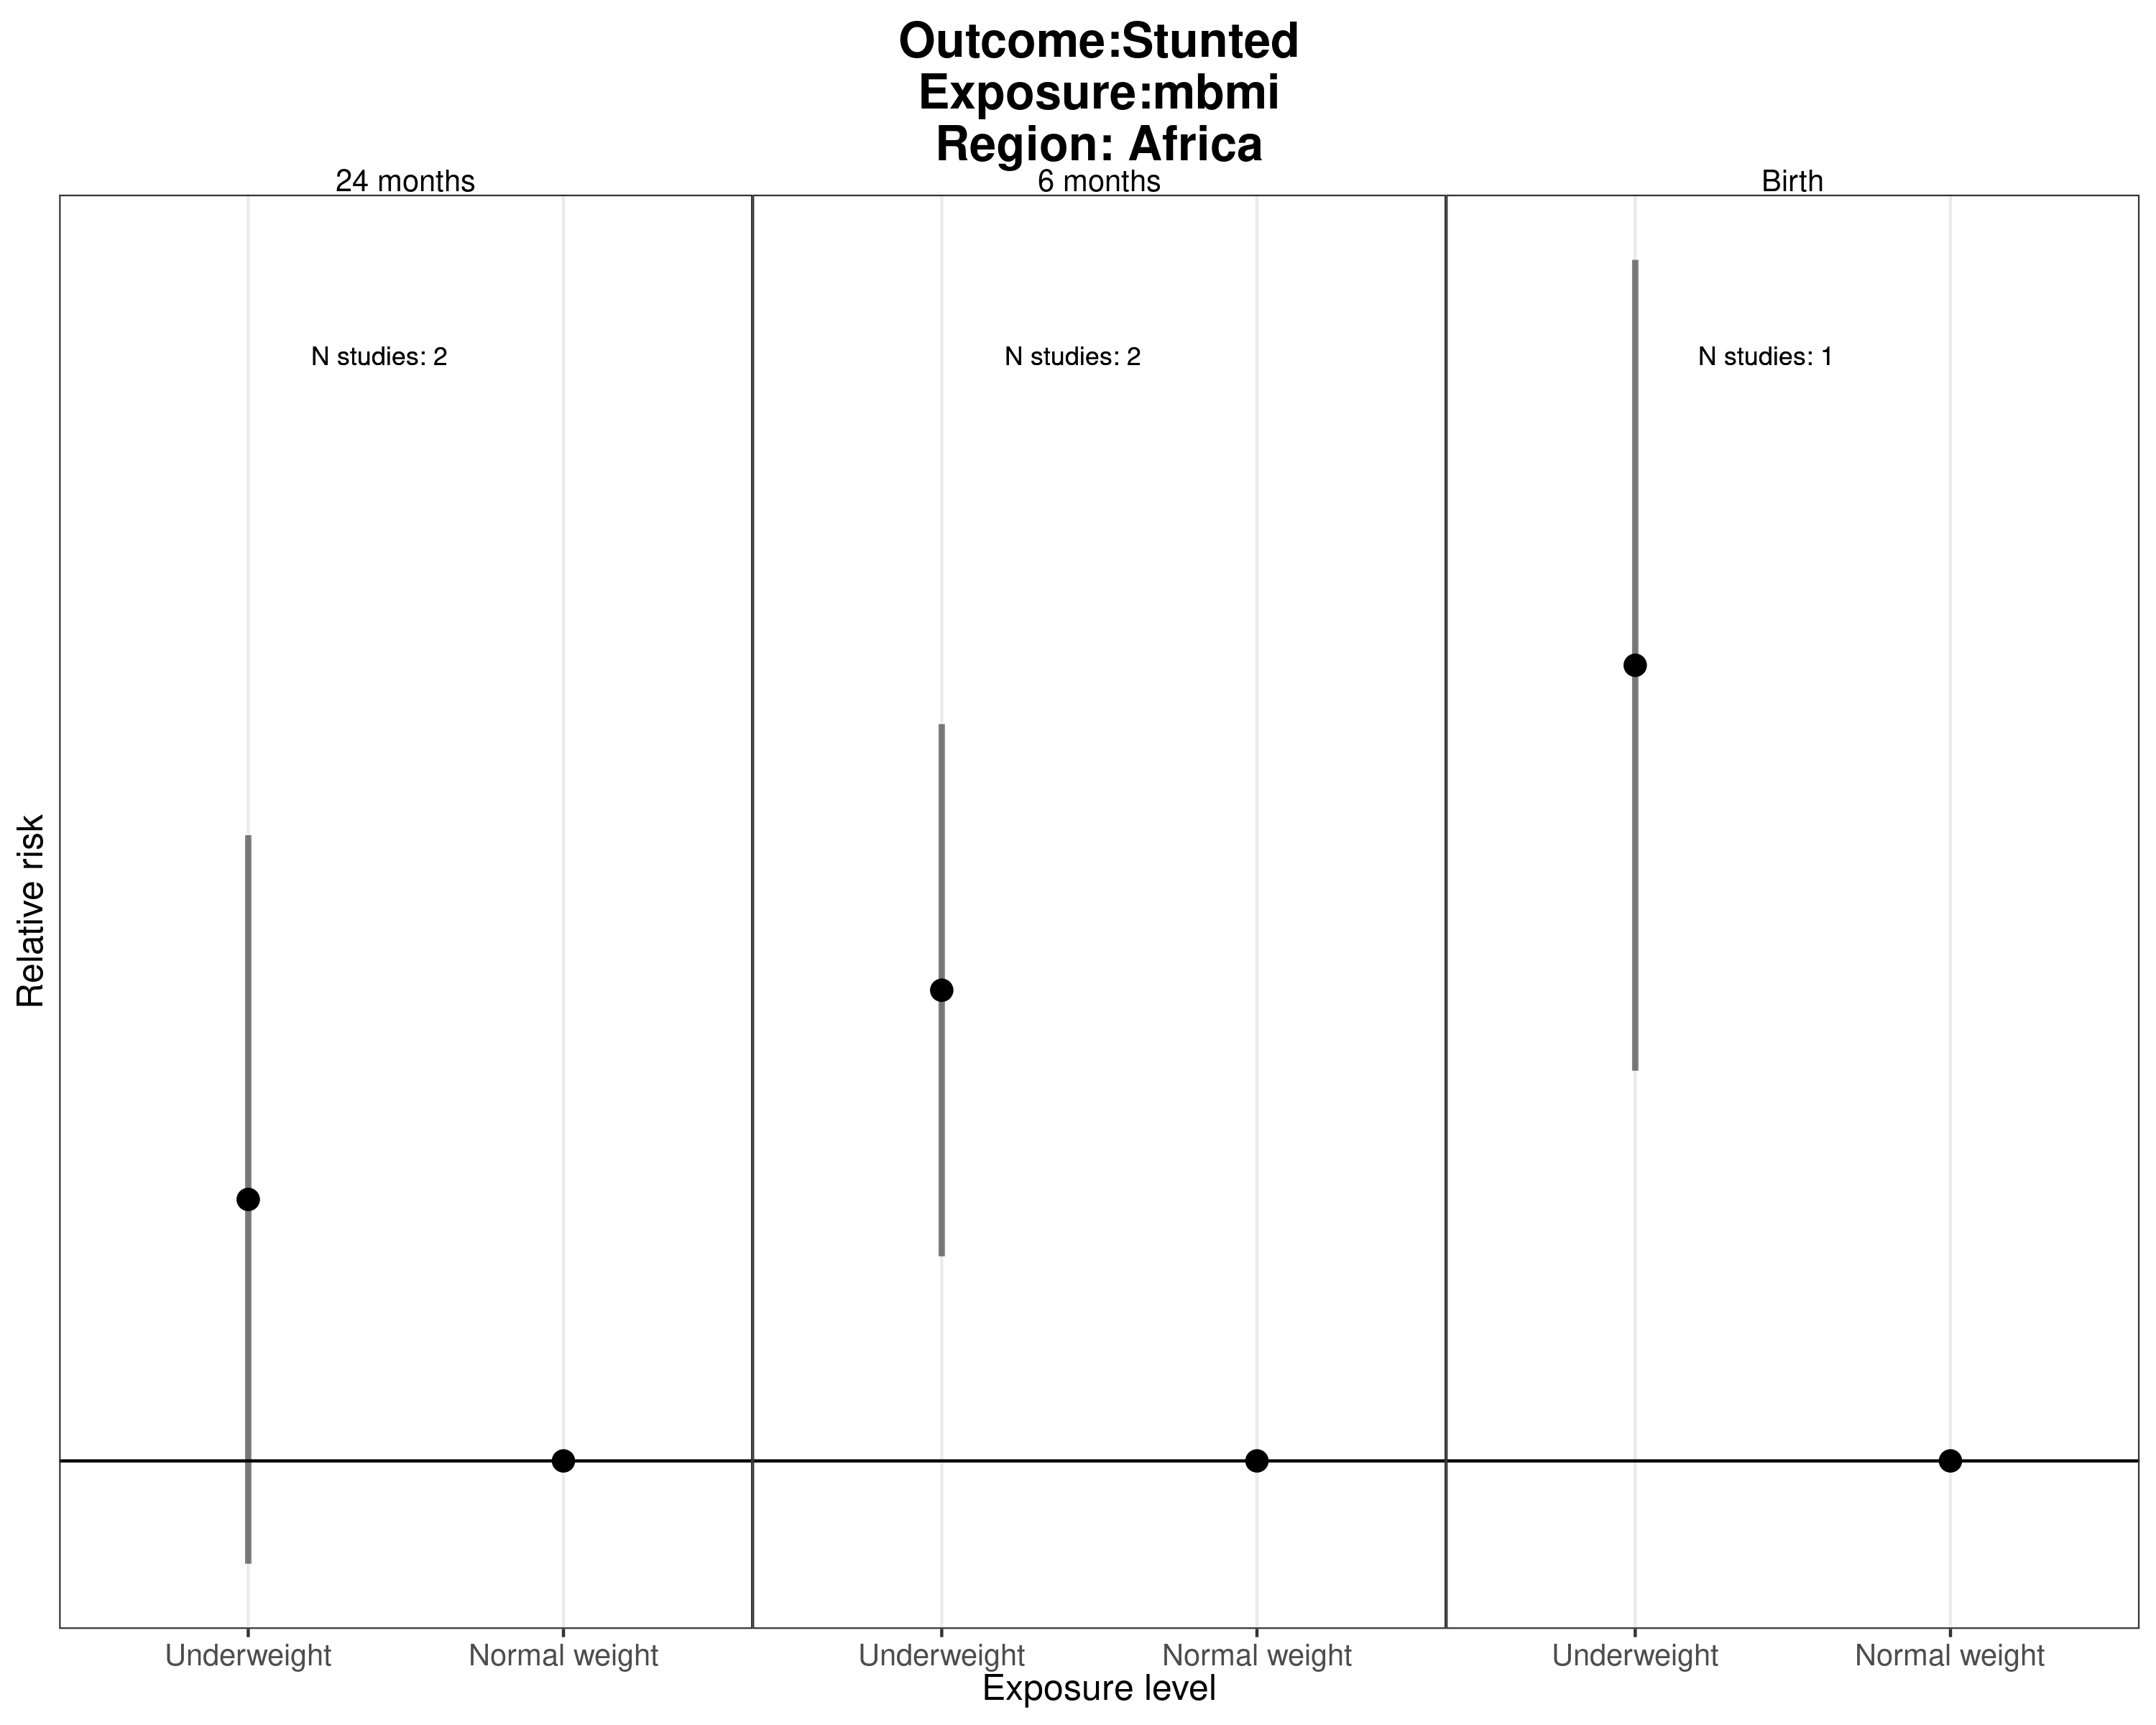 Outcome:Stunted
Exposure:mbmi
Region: Africa
24 months
6 months
Birth
N studies: 2
N studies: 2
N studies: 1
Relative risk
Underweight
Normal weight
Underweight
Normal weight
Underweight
Normal weight
Exposure level